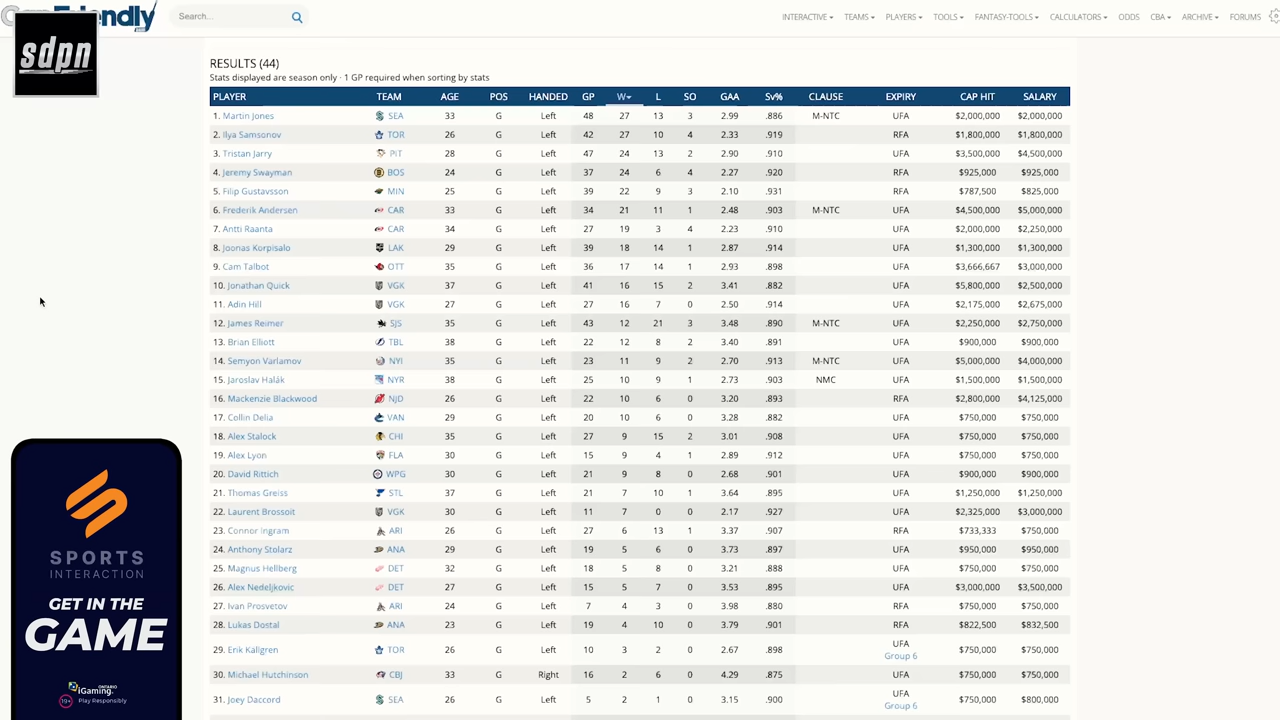 Friendly
sdpn
Search...
INTERACTIVE TEAMS PLAYERS TOOLS FANTASY-TOOLS CALCULATORS ODDS CBA ARCHIVE FORUMS
RESULTS (44)
Stats displayed are season only · 1 GP required when sorting by stats
PLAYER TEAM AGE POS HANDED GP W L SO GAA Sv% CLAUSE EXPIRY CAP HIT SALARY
1. Martin Jones SEA 33 G Left 48 27 13 3 2.99 .886 M-NTC UFA $2,000,000 $2,000,000
2. Ilya Samsonov TOR 26 G Left 42 27 10 4 2.33 .919 RFA $1,800,000 $1,800,000
3. Tristan Jarry PIT 28 G Left 47 24 13 2 2.90 .910 UFA $3,500,000 $4,500,000
4. Jeremy Swayman BOS 24 G Left 37 24 6 4 2.27 .920 RFA $925,000 $925,000
5. Filip Gustavsson MIN 25 G Left 39 22 9 3 2.10 .931 RFA $787,500 $825,000
6. Frederik Andersen CAR 33 G Left 34 21 11 1 2.48 .903 M-NTC UFA $4,500,000 $5,000,000
7. Antti Raanta CAR 34 G Left 27 19 3 4 2.23 .910 UFA $2,000,000 $2,250,000
8. Joonas Korpisalo LAK 29 G Left 39 18 14 1 2.87 .914 UFA $1,300,000 $1,300,000
9. Cam Talbot OTT 35 G Left 36 17 14 1 2.93 .898 UFA $3,666,667 $3,000,000
10. Jonathan Quick VGK 37 G Left 41 16 15 2 3.41 .882 UFA $5,800,000 $2,500,000
11. Adin Hill VGK 27 G Left 27 16 7 0 2.50 .914 UFA $2,175,000 $2,675,000
12. James Reimer SJS 35 G Left 43 12 21 3 3.48 .890 M-NTC UFA $2,250,000 $2,750,000
13. Brian Elliott TBL 38 G Left 22 12 8 2 3.40 .891 UFA $900,000 $900,000
14. Semyon Varlamov NYI 35 G Left 23 11 9 2 2.70 .913 M-NTC UFA $5,000,000 $4,000,000
15. Jaroslav Halák NYR 38 G Left 25 10 9 1 2.73 .903 NMC UFA $1,500,000 $1,500,000
16. Mackenzie Blackwood NJD 26 G Left 22 10 6 0 3.20 .893 RFA $2,800,000 $4,125,000
17. Collin Delia VAN 29 G Left 20 10 6 0 3.28 .882 UFA $750,000 $750,000
18. Alex Stalock CHI 35 G Left 27 9 15 2 3.01 .908 UFA $750,000 $750,000
19. Alex Lyon FLA 30 G Left 15 9 4 1 2.89 .912 UFA $750,000 $750,000
20. David Rittich WPG 30 G Left 21 9 8 1 2.68 .901 UFA $900,000 $900,000
21. Thomas Greiss STL 37 G Left 21 7 10 1 3.64 .895 UFA $1,250,000 $1,250,000
22. Laurent Brossoit VGK 30 G Left 11 7 0 0 2.17 .927 UFA $2,325,000 $3,000,000
23. Connor Ingram ARI 26 G Left 27 6 13 1 3.37 .907 RFA $733,333 $750,000
24. Anthony Stolarz ANA 29 G Left 19 5 6 0 3.73 .897 UFA $950,000 $950,000
25. Magnus Hellberg DET 32 G Left 18 5 8 0 3.21 .888 UFA $750,000 $750,000
26. Alex Nedeljkovic DET 27 G Left 15 5 7 0 3.53 .895 UFA $3,000,000 $3,500,000
27. Ivan Prosvetov ARI 24 G Left 7 4 3 0 3.98 .880 RFA $750,000 $750,000
28. Lukas Dostal ANA 23 G Left 19 4 10 0 3.79 .901 RFA $822,500 $832,500
29. Erik Källgren TOR 26 G Left 10 3 2 0 2.67 .898 UFA Group 6 $750,000 $750,000
30. Michael Hutchinson CBJ 33 G Right 16 2 0 4.29 .875 UFA $750,000 $750,000
31. Joey Daccord SEA 26 G Left 5 2 1 0 3.15 .900 UFA Group 6 $750,000 $800,000
SPORTS
INTERACTION
GET IN THE
GAME
ONTARIO
iGaming.
19+ Play Responsibly